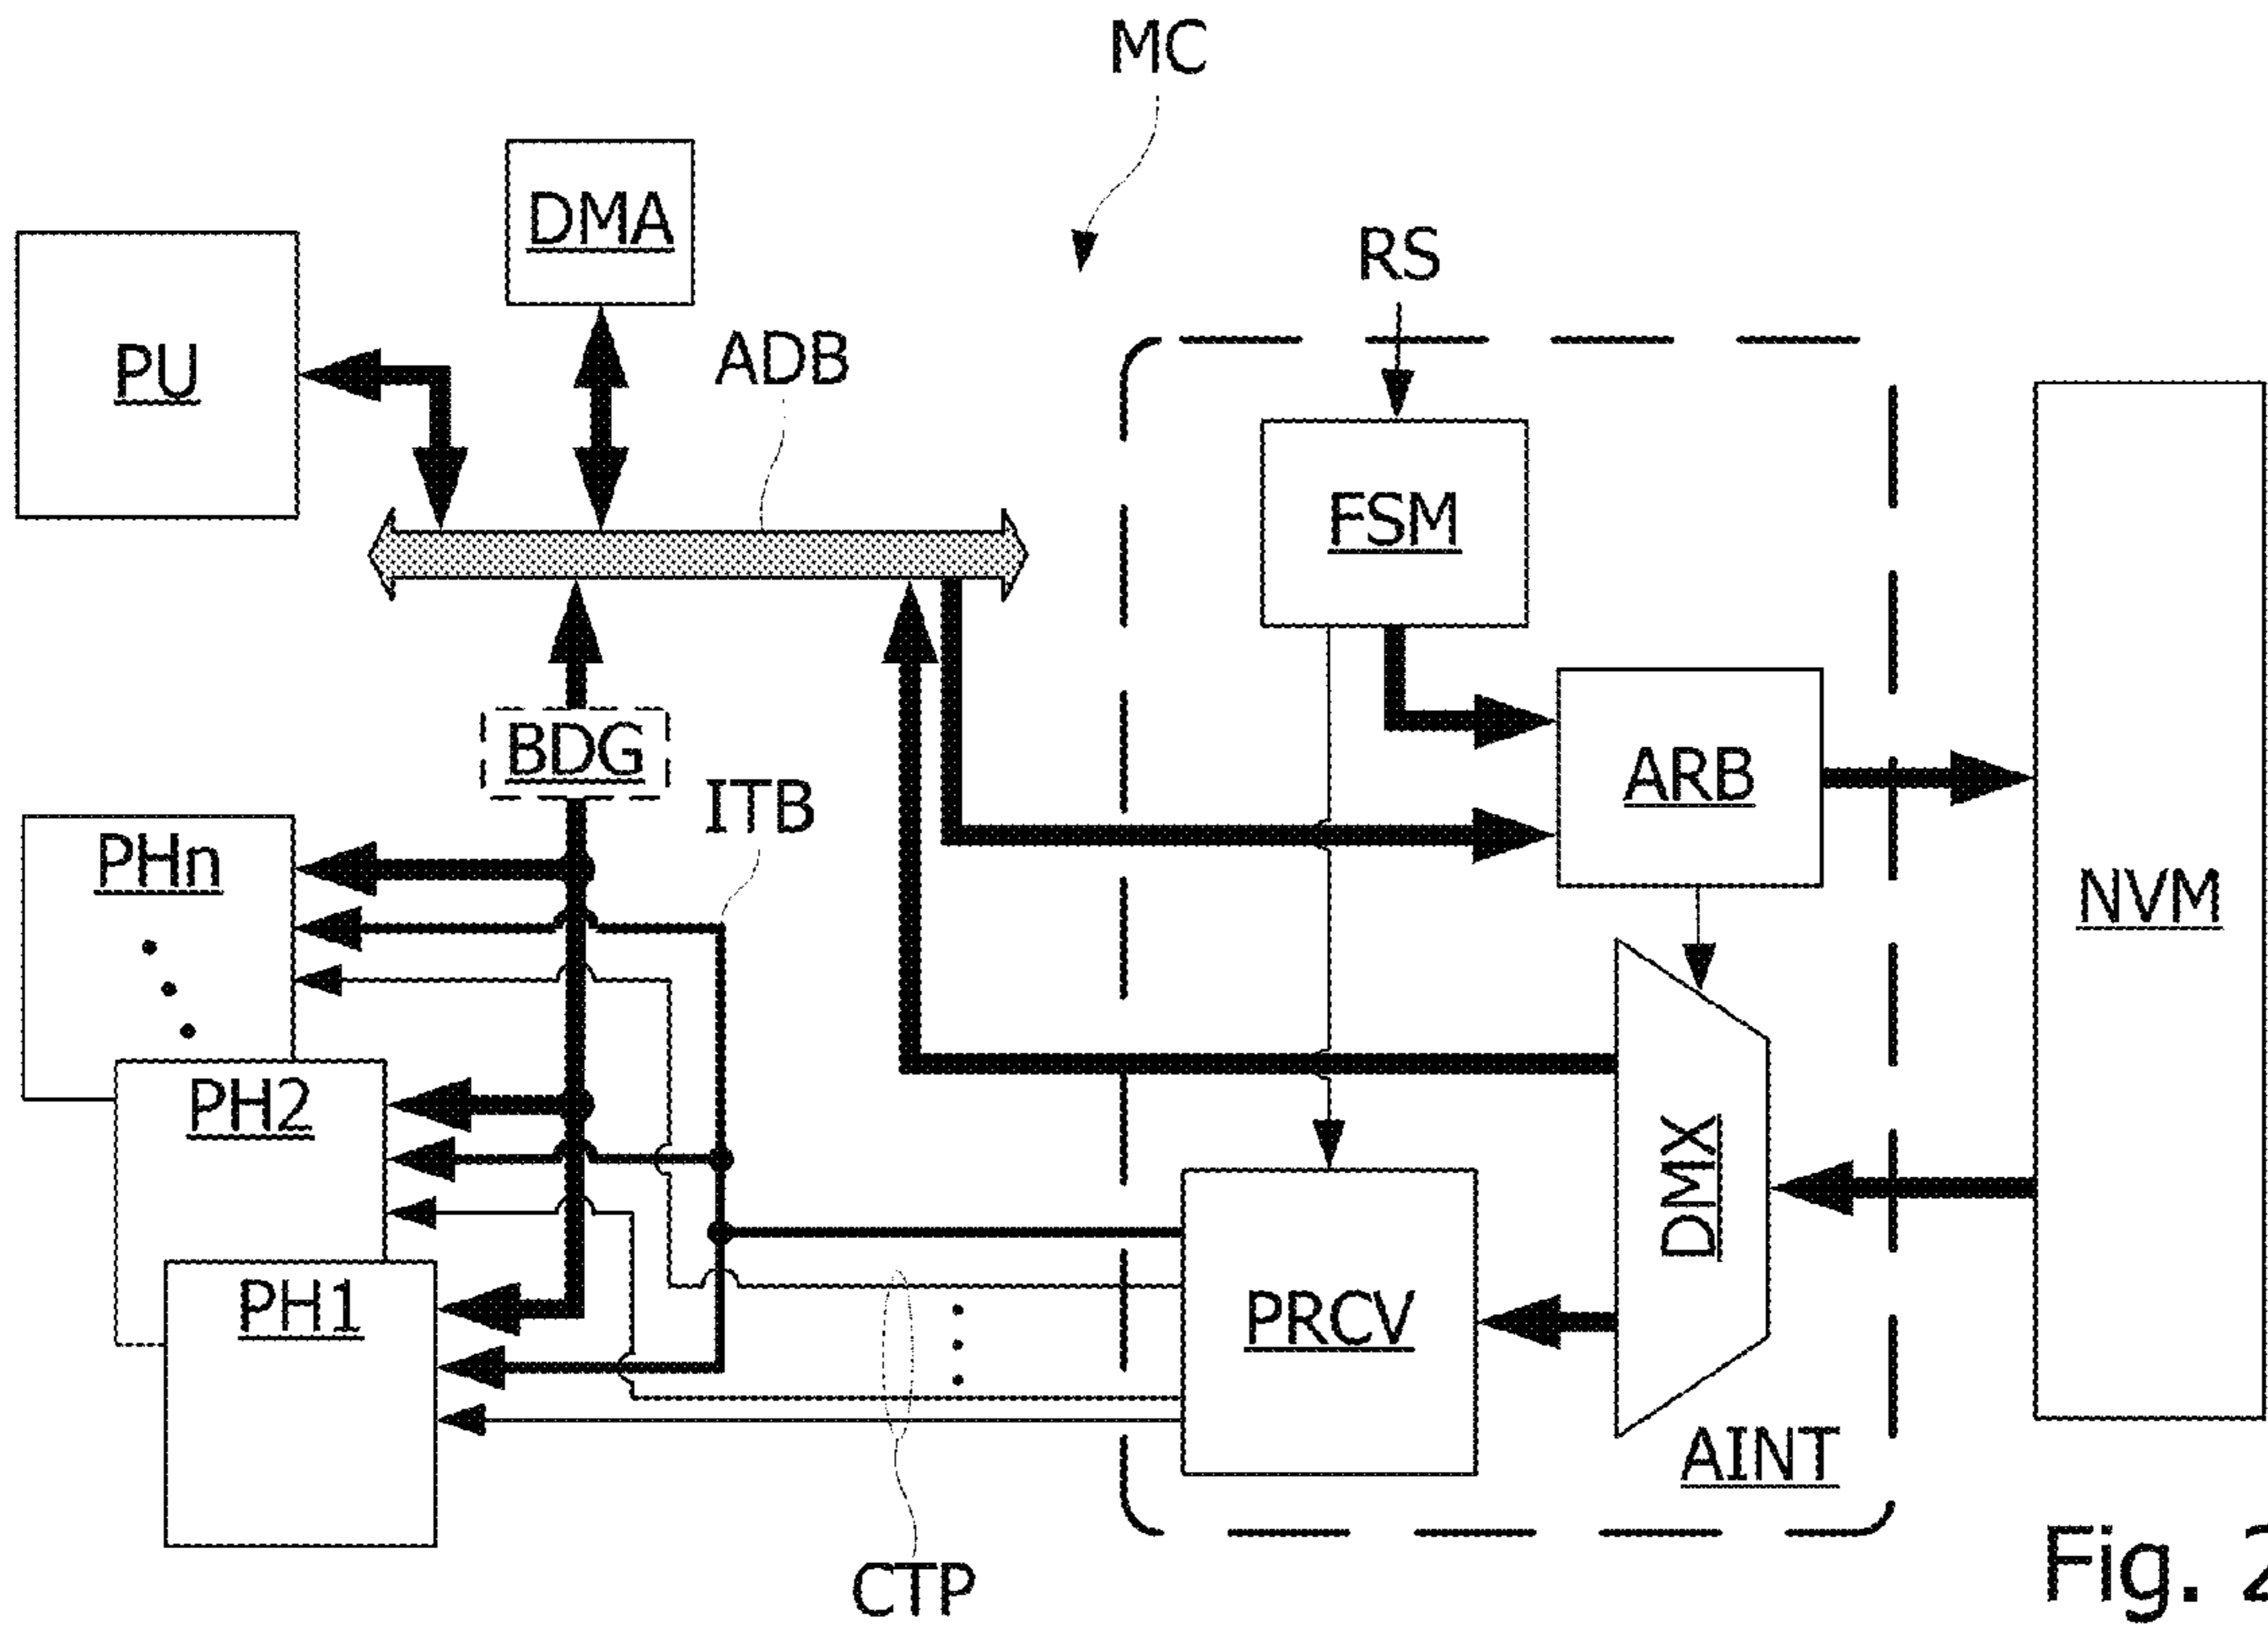 MC
DMA
RS
PU
ADB
FSM
BDG
ARB
ITB
PHn
NVM
PH2
DMX
PH1
PRCV
AINT
CTP
Fig. 2